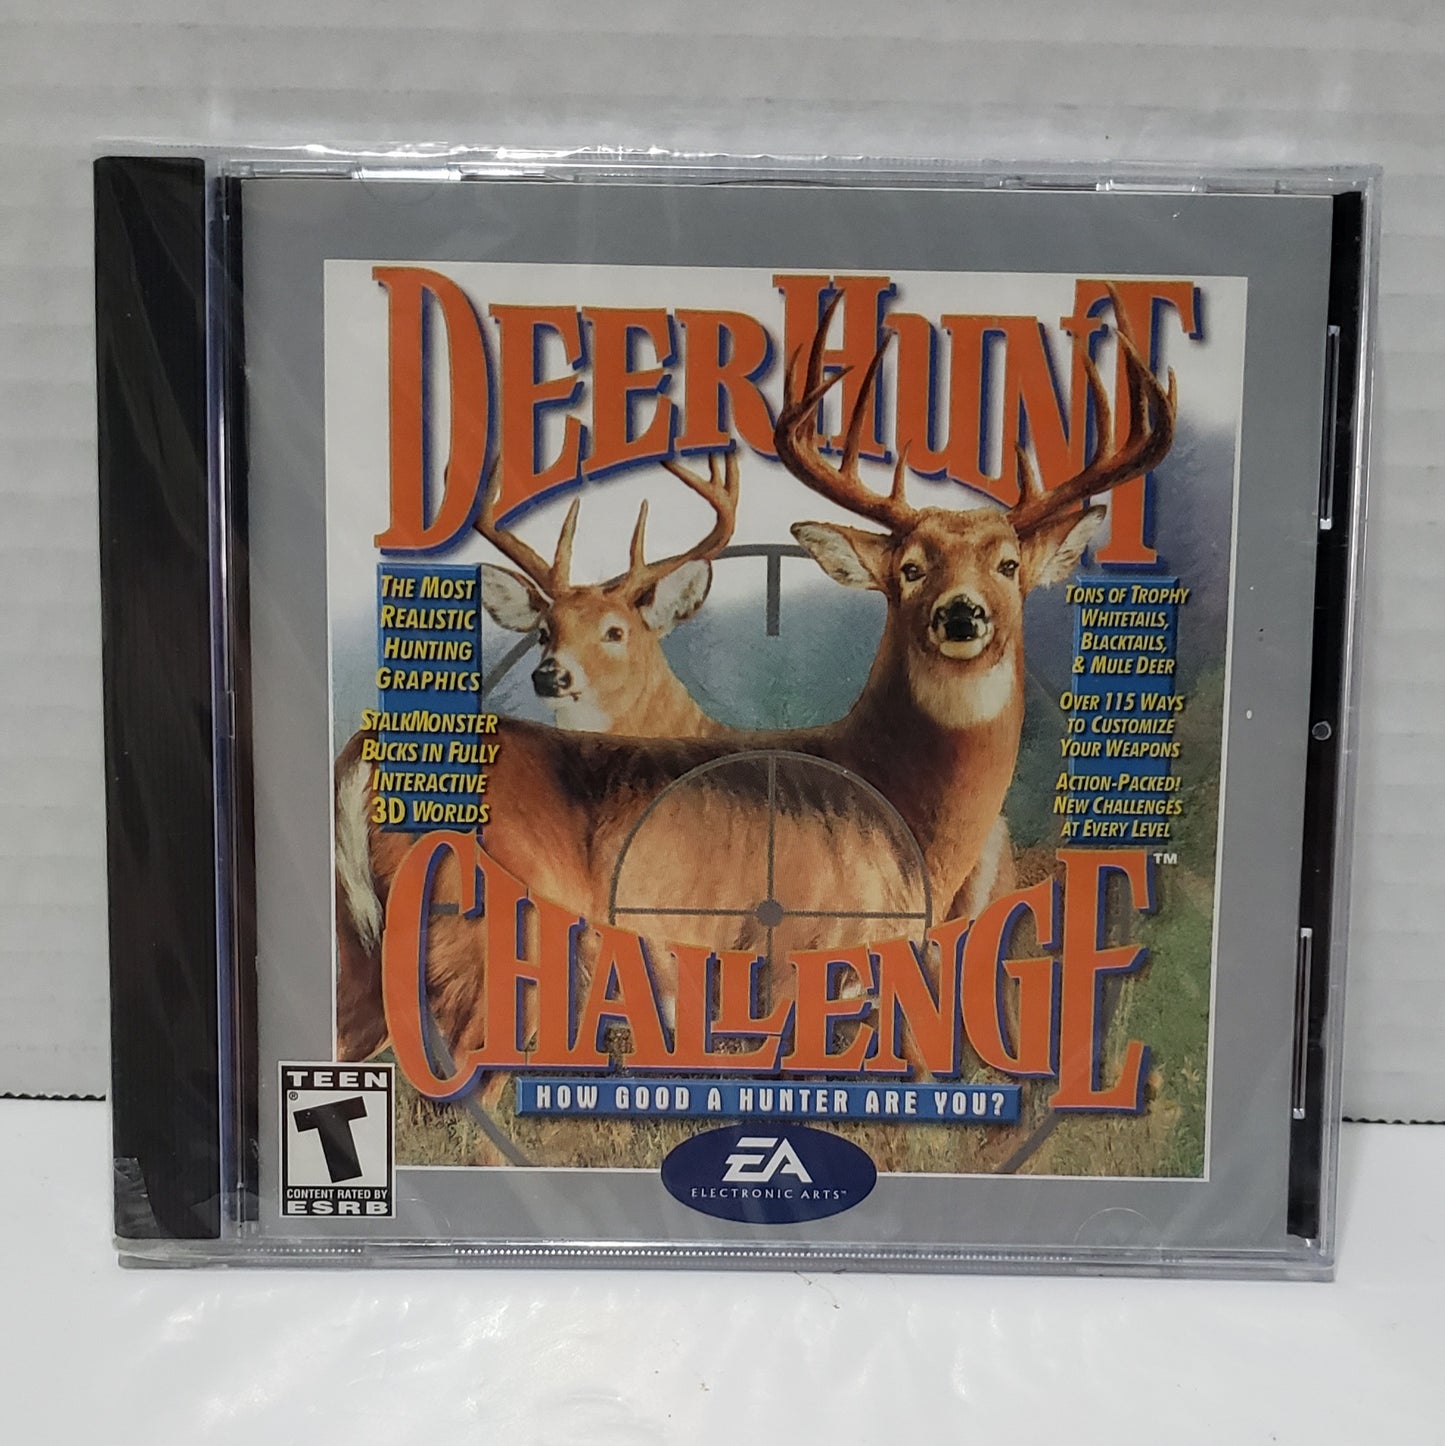 DEER HUNT
THE MOST
REALISTIC
HUNTING
GRAPHICS
STALK MONSTER
BUCKS IN FULLY
INTERACTIVE
3D WORLDS
TONS OF TROPHY
WHITETAILS,
BLACKTAILS,
& MULE DEER
OVER 115 WAYS
TO CUSTOMIZE
YOUR WEAPONS
ACTION-PACKED!
NEW CHALLENGES
AT EVERY LEVEL
CHALLENGE™
HOW GOOD A HUNTER ARE YOU?
TEEN
®
T
CONTENT RATED BY
ESRB
EA
ELECTRONIC ARTS™